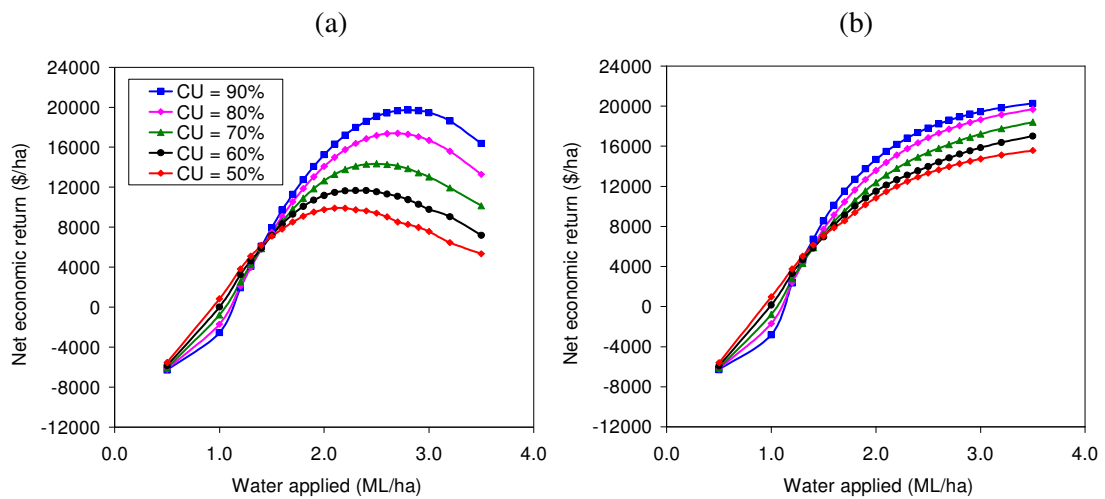 (a)
(b)
Net economic return ($/ha)
24000
20000
16000
12000
8000
4000
0
-4000
-8000
-12000
CU = 90%
CU = 80%
CU = 70%
CU = 60%
CU = 50%
0.0 1.0 2.0 3.0 4.0
Water applied (ML/ha)
Net economic return ($/ha)
24000
20000
16000
12000
8000
4000
0
-4000
-8000
-12000
0.0 1.0 2.0 3.0 4.0
Water applied (ML/ha)